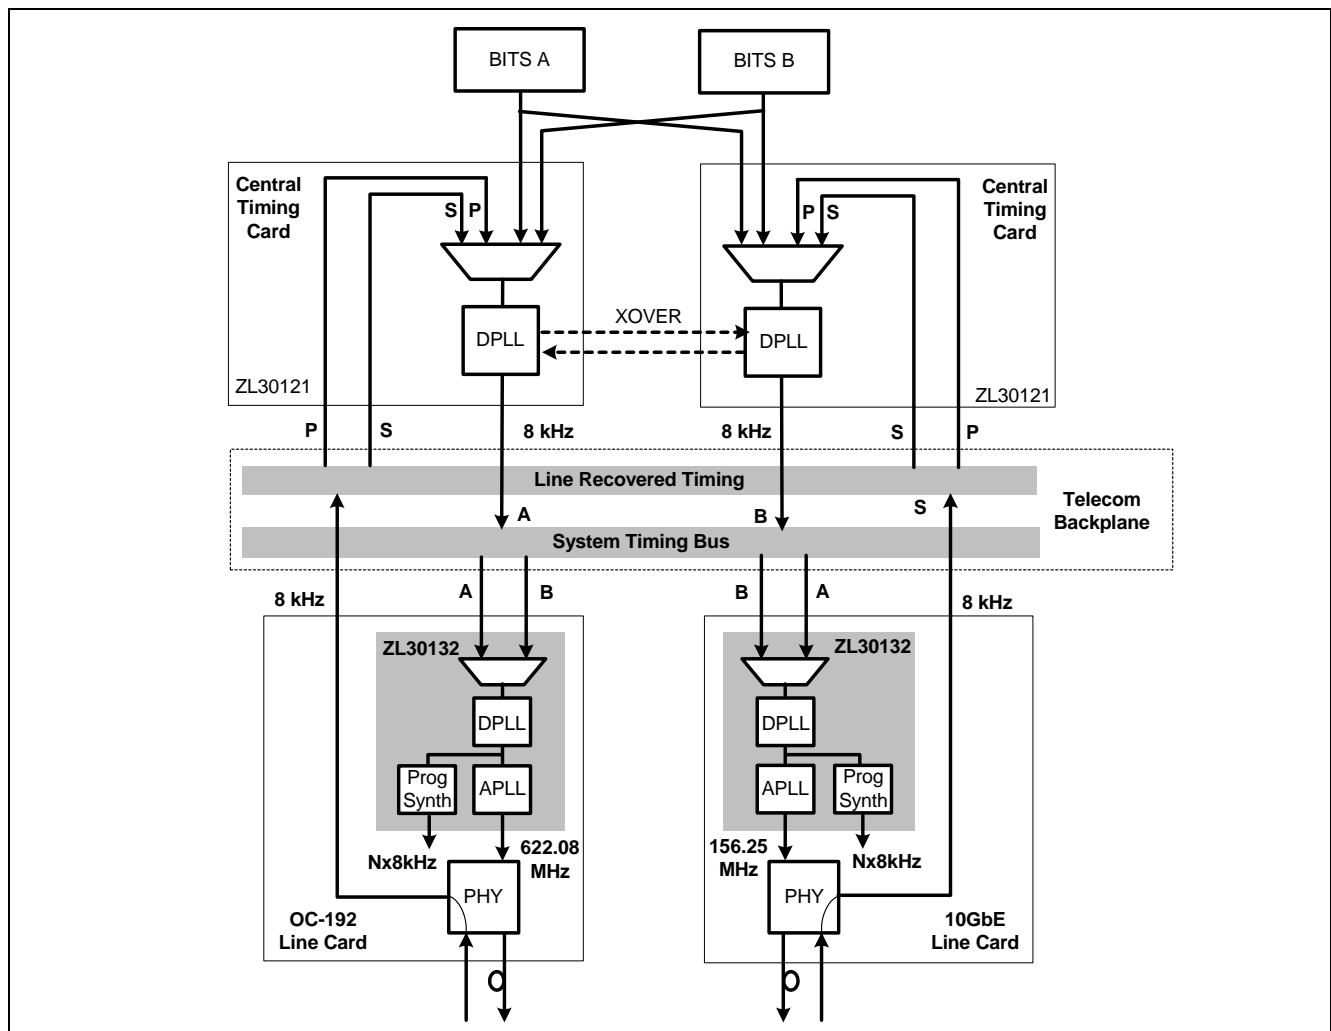 BITS A
BITS B
Central
Timing
Card
S P
P S
Central
Timing
Card
XOVER
DPLL
DPLL
ZL30121
ZL30121
P
S
8 kHz
8 kHz
S
P
Line Recovered Timing
A
B
S
Telecom
Backplane
System Timing Bus
8 kHz
A
B
B
A
8 kHz
ZL30132
ZL30132
DPLL
DPLL
Prog
Synth
APLL
APLL
Prog
Synth
Nx8kHz
622.08
MHz
156.25
MHz
Nx8kHz
PHY
PHY
OC-192
Line Card
10GbE
Line Card